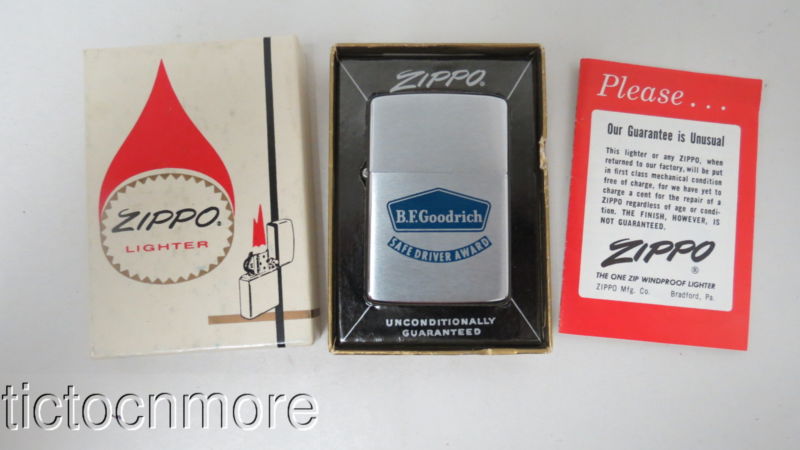 ZIPPO®
LIGHTER
ZIPPO®
B.F.Goodrich
SAFE DRIVER AWARD
UNCONDITIONALLY
GUARANTEED
Please...
Our Guarantee is Unusual
This lighter or any ZIPPO, when
returned to our factory, will be put
in first class mechanical condition
free of charge, for we have yet to
charge a cent for the repair of a
ZIPPO regardless of age or condi-
tion. THE FINISH, HOWEVER, IS
NOT GUARANTEED.
ZIPPO
®
THE ONE ZIP WINDPROOF LIGHTER
ZIPPO Mfg. Co. Bradford, Pa.
tictocnmore